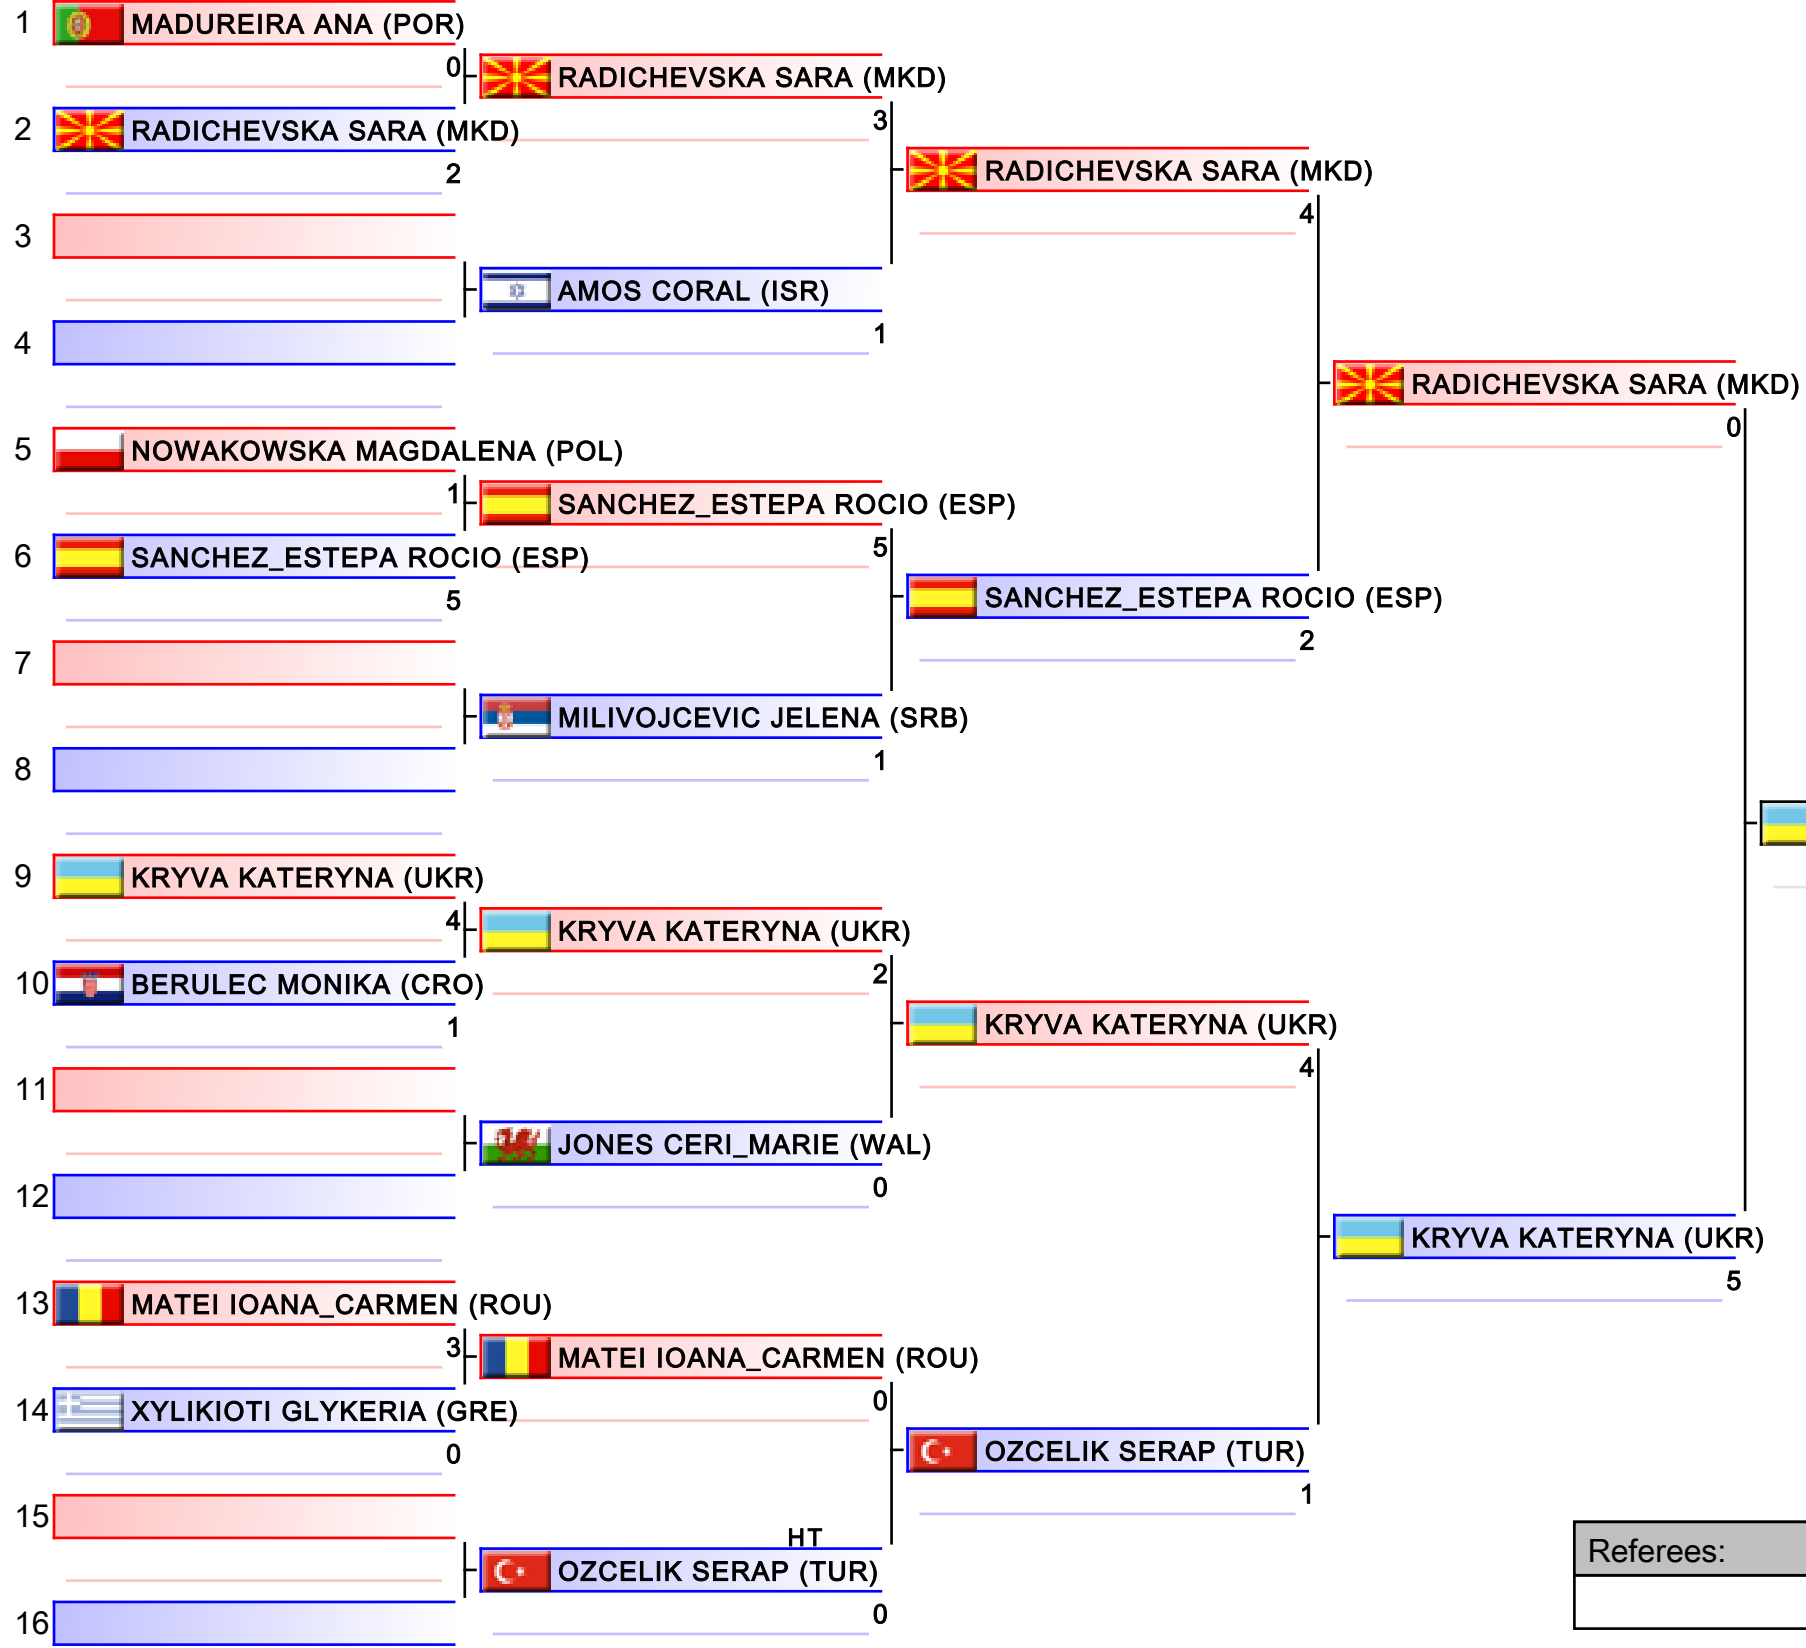 1 MADUREIRA ANA (POR)
0
RADICHEVSKA SARA (MKD)
3
2 RADICHEVSKA SARA (MKD)
2
RADICHEVSKA SARA (MKD)
4
3
AMOS CORAL (ISR)
1
4
RADICHEVSKA SARA (MKD)
0
5 NOWAKOWSKA MAGDALENA (POL)
1
SANCHEZ_ESTEPA ROCIO (ESP)
5
6 SANCHEZ_ESTEPA ROCIO (ESP)
5
SANCHEZ_ESTEPA ROCIO (ESP)
2
7
MILIVOJCEVIC JELENA (SRB)
1
8
9 KRYVA KATERYNA (UKR)
4
KRYVA KATERYNA (UKR)
2
10 BERULEC MONIKA (CRO)
1
KRYVA KATERYNA (UKR)
4
11
JONES CERI_MARIE (WAL)
0
12
KRYVA KATERYNA (UKR)
5
13 MATEI IOANA_CARMEN (ROU)
3
MATEI IOANA_CARMEN (ROU)
0
14 XYLIKIOTI GLYKERIA (GRE)
0
OZCELIK SERAP (TUR)
1
15
HT
OZCELIK SERAP (TUR)
0
16
Referees: